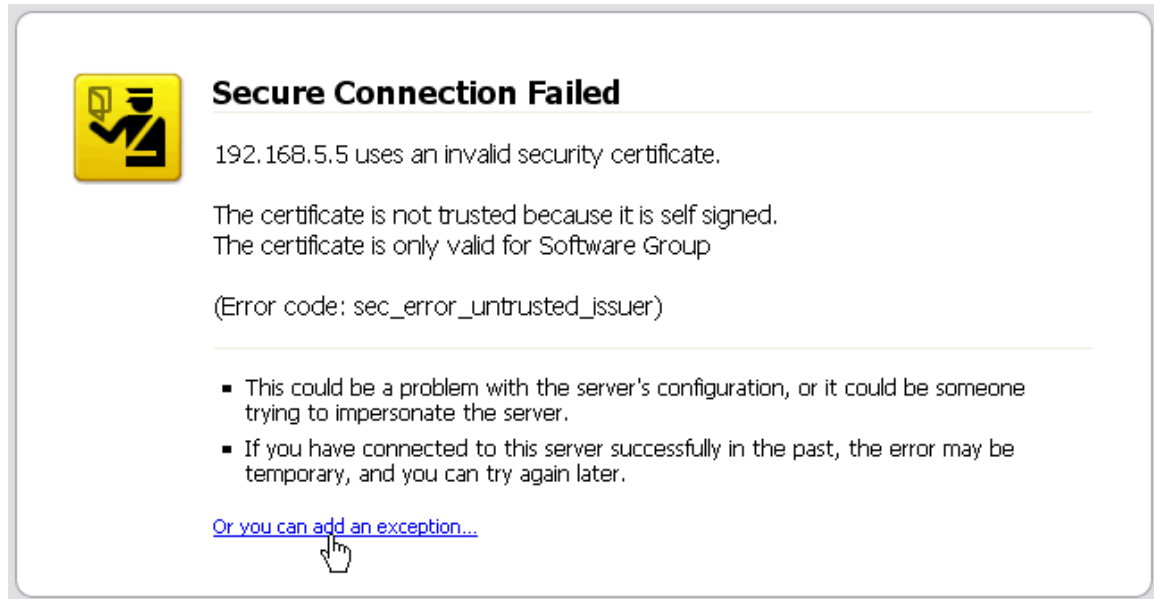 Secure Connection Failed
192.168.5.5 uses an invalid security certificate.
The certificate is not trusted because it is self signed.
The certificate is only valid for Software Group
(Error code: sec_error_untrusted_issuer)
This could be a problem with the server's configuration, or it could be someone
trying to impersonate the server.
If you have connected to this server successfully in the past, the error may be
temporary, and you can try again later.
Or you can add an exception...